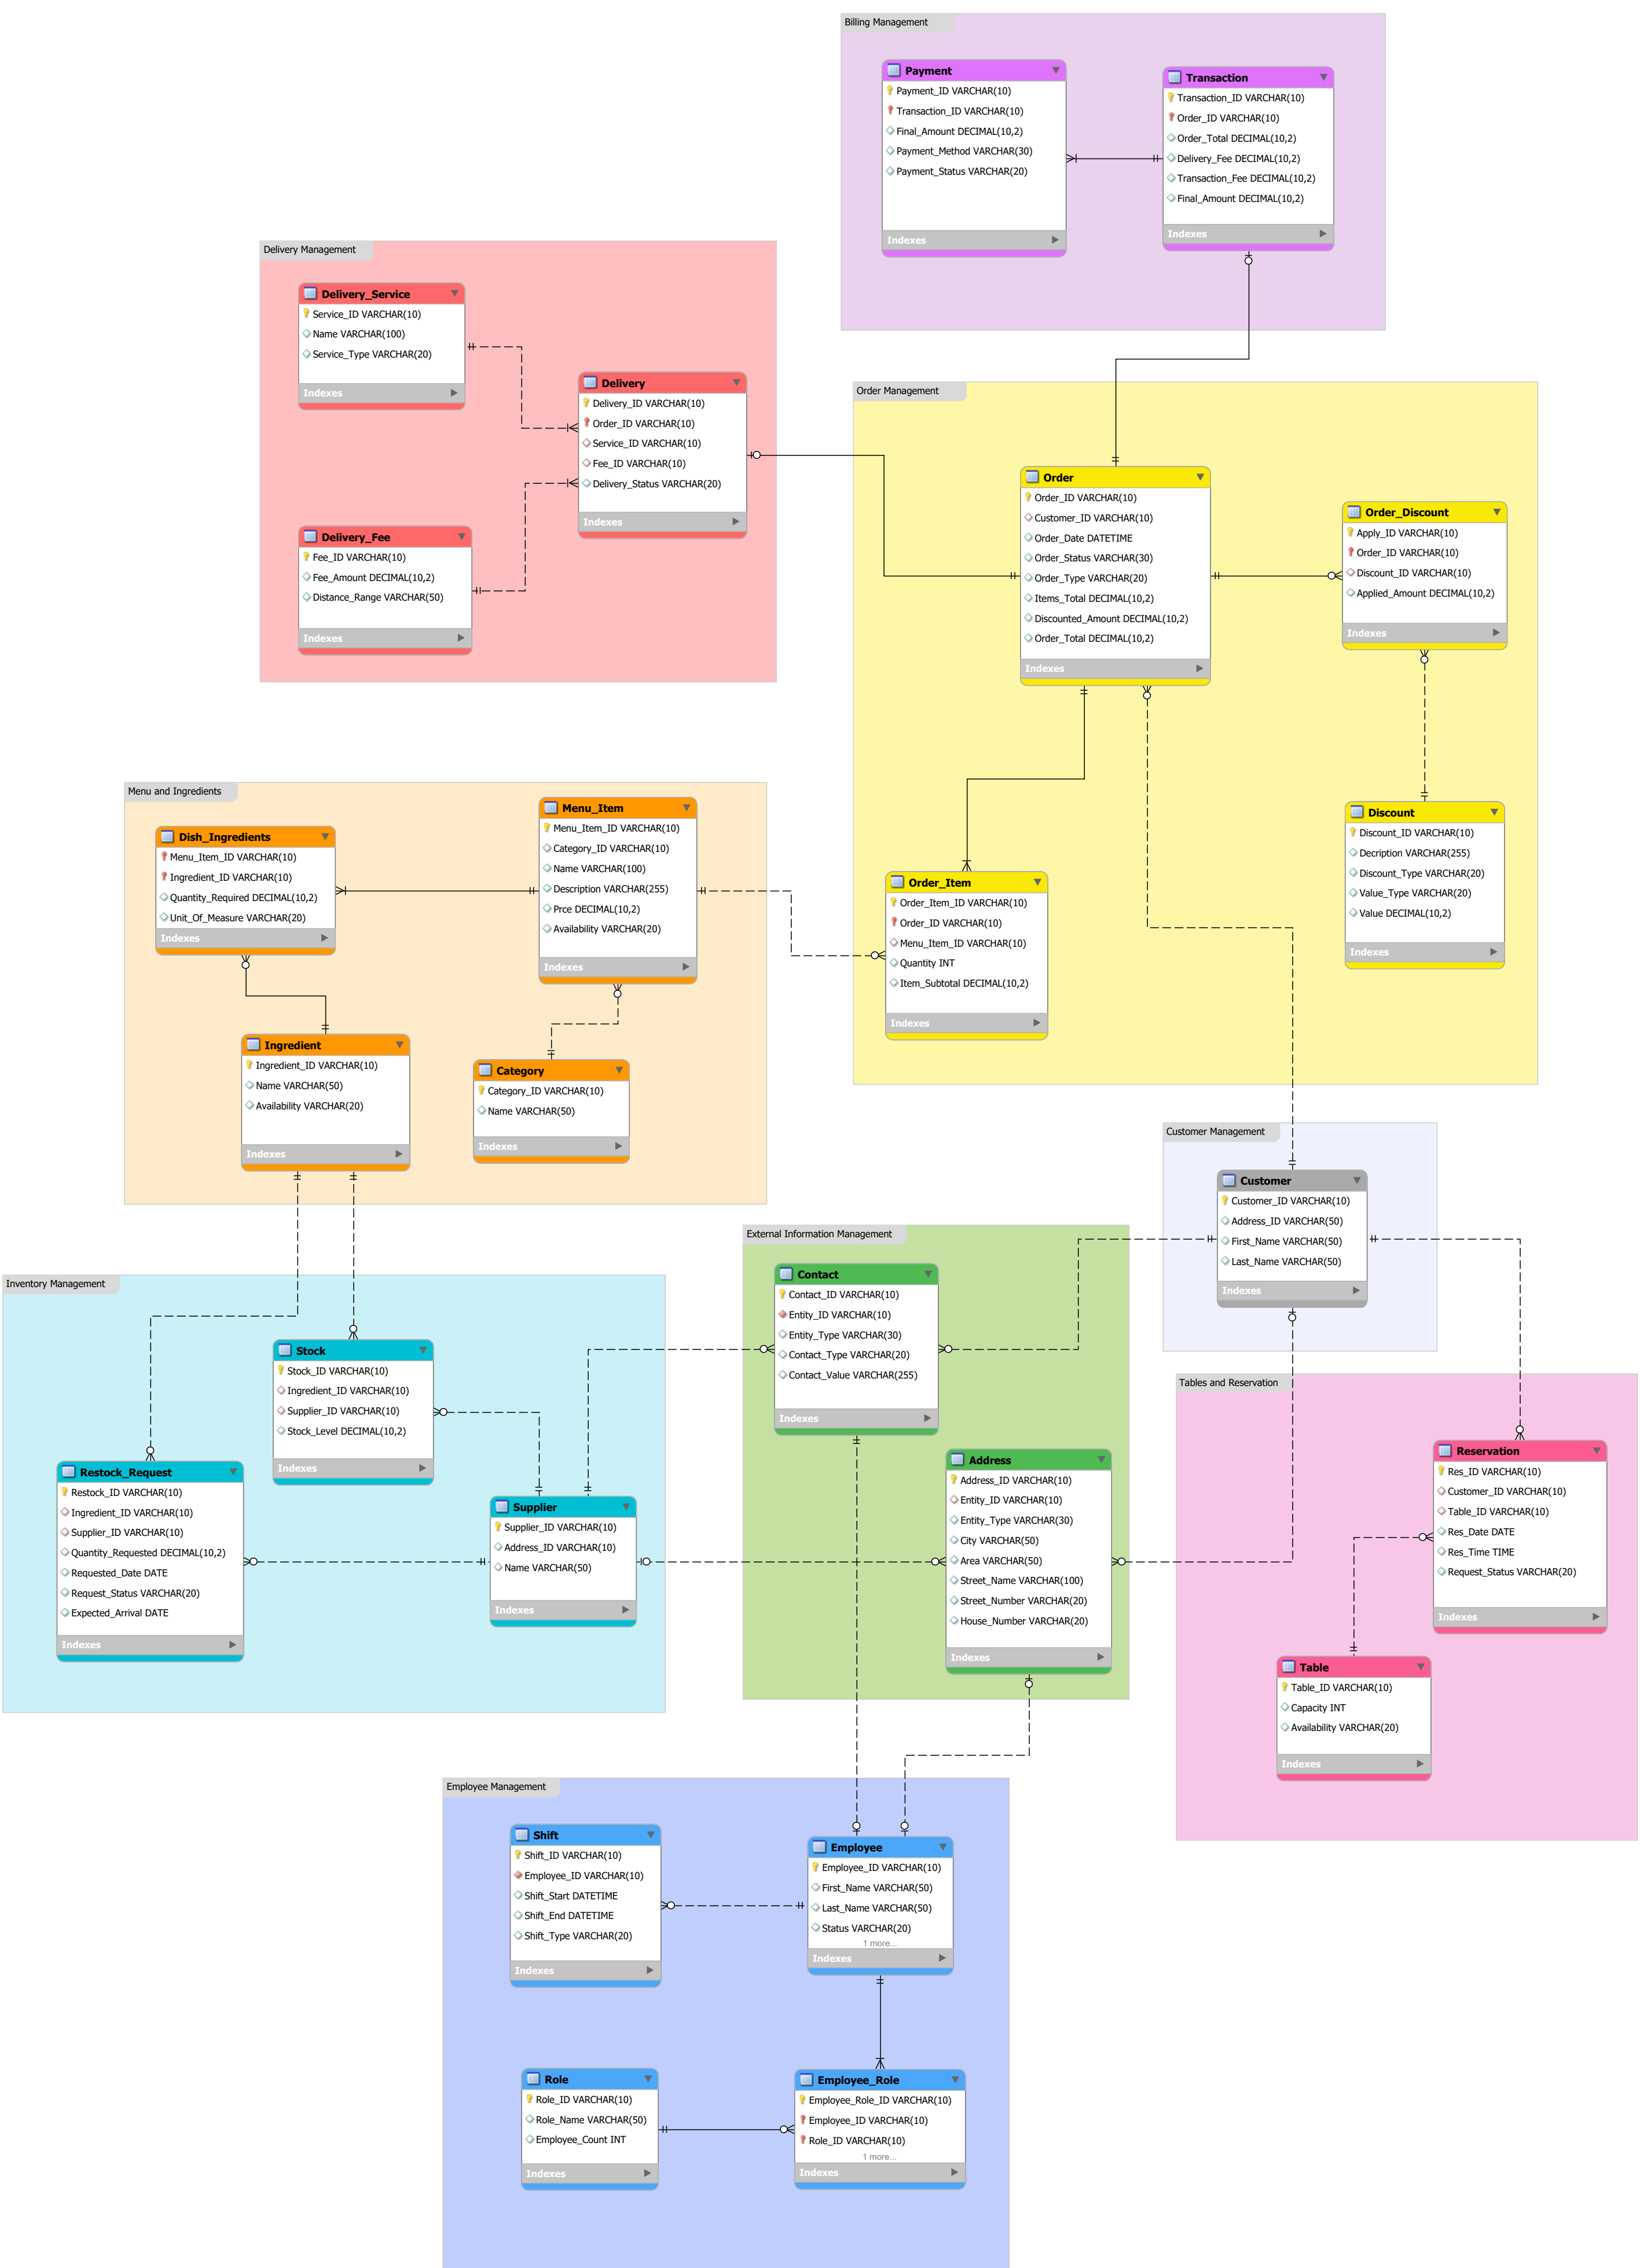 Billing Management
Payment
Payment_ID VARCHAR(10)
Transaction_ID VARCHAR(10)
Final_Amount DECIMAL(10,2)
Payment_Method VARCHAR(30)
Payment_Status VARCHAR(20)
Indexes
Transaction
Transaction_ID VARCHAR(10)
Order_ID VARCHAR(10)
Order_Total DECIMAL(10,2)
Delivery_Fee DECIMAL(10,2)
Transaction_Fee DECIMAL(10,2)
Final_Amount DECIMAL(10,2)
Indexes
Delivery Management
Delivery_Service
Service_ID VARCHAR(10)
Name VARCHAR(100)
Service_Type VARCHAR(20)
Indexes
Delivery
Delivery_ID VARCHAR(10)
Order_ID VARCHAR(10)
Service_ID VARCHAR(10)
Fee_ID VARCHAR(10)
Delivery_Status VARCHAR(20)
Indexes
Delivery_Fee
Fee_ID VARCHAR(10)
Fee_Amount DECIMAL(10,2)
Distance_Range VARCHAR(50)
Indexes
Order Management
Order
Order_ID VARCHAR(10)
Customer_ID VARCHAR(10)
Order_Date DATETIME
Order_Status VARCHAR(30)
Order_Type VARCHAR(20)
Items_Total DECIMAL(10,2)
Discounted_Amount DECIMAL(10,2)
Order_Total DECIMAL(10,2)
Indexes
Order_Discount
Apply_ID VARCHAR(10)
Order_ID VARCHAR(10)
Discount_ID VARCHAR(10)
Applied_Amount DECIMAL(10,2)
Indexes
Discount
Discount_ID VARCHAR(10)
Decription VARCHAR(255)
Discount_Type VARCHAR(20)
Value_Type VARCHAR(20)
Value DECIMAL(10,2)
Indexes
Order_Item
Order_Item_ID VARCHAR(10)
Order_ID VARCHAR(10)
Menu_Item_ID VARCHAR(10)
Quantity INT
Item_Subtotal DECIMAL(10,2)
Indexes
Menu and Ingredients
Dish_Ingredients
Menu_Item_ID VARCHAR(10)
Ingredient_ID VARCHAR(10)
Quantity_Required DECIMAL(10,2)
Unit_Of_Measure VARCHAR(20)
Indexes
Menu_Item
Menu_Item_ID VARCHAR(10)
Category_ID VARCHAR(10)
Name VARCHAR(100)
Description VARCHAR(255)
Prce DECIMAL(10,2)
Availability VARCHAR(20)
Indexes
Ingredient
Ingredient_ID VARCHAR(10)
Name VARCHAR(50)
Availability VARCHAR(20)
Indexes
Category
Category_ID VARCHAR(10)
Name VARCHAR(50)
Indexes
Customer Management
Customer
Customer_ID VARCHAR(10)
Address_ID VARCHAR(50)
First_Name VARCHAR(50)
Last_Name VARCHAR(50)
Indexes
External Information Management
Contact
Contact_ID VARCHAR(10)
Entity_ID VARCHAR(10)
Entity_Type VARCHAR(30)
Contact_Type VARCHAR(20)
Contact_Value VARCHAR(255)
Indexes
Address
Address_ID VARCHAR(10)
Entity_ID VARCHAR(10)
Entity_Type VARCHAR(30)
City VARCHAR(50)
Area VARCHAR(50)
Street_Name VARCHAR(100)
Street_Number VARCHAR(20)
House_Number VARCHAR(20)
Indexes
Inventory Management
Stock
Stock_ID VARCHAR(10)
Ingredient_ID VARCHAR(10)
Supplier_ID VARCHAR(10)
Stock_Level DECIMAL(10,2)
Indexes
Restock_Request
Restock_ID VARCHAR(10)
Ingredient_ID VARCHAR(10)
Supplier_ID VARCHAR(10)
Quantity_Requested DECIMAL(10,2)
Requested_Date DATE
Request_Status VARCHAR(20)
Expected_Arrival DATE
Indexes
Supplier
Supplier_ID VARCHAR(10)
Address_ID VARCHAR(10)
Name VARCHAR(50)
Indexes
Tables and Reservation
Reservation
Res_ID VARCHAR(10)
Customer_ID VARCHAR(10)
Table_ID VARCHAR(10)
Res_Date DATE
Res_Time TIME
Request_Status VARCHAR(20)
Indexes
Table
Table_ID VARCHAR(10)
Capacity INT
Availability VARCHAR(20)
Indexes
Employee Management
Shift
Shift_ID VARCHAR(10)
Employee_ID VARCHAR(10)
Shift_Start DATETIME
Shift_End DATETIME
Shift_Type VARCHAR(20)
Indexes
Employee
Employee_ID VARCHAR(10)
First_Name VARCHAR(50)
Last_Name VARCHAR(50)
Status VARCHAR(20)
1 more...
Indexes
Role
Role_ID VARCHAR(10)
Role_Name VARCHAR(50)
Employee_Count INT
Indexes
Employee_Role
Employee_Role_ID VARCHAR(10)
Employee_ID VARCHAR(10)
Role_ID VARCHAR(10)
1 more...
Indexes